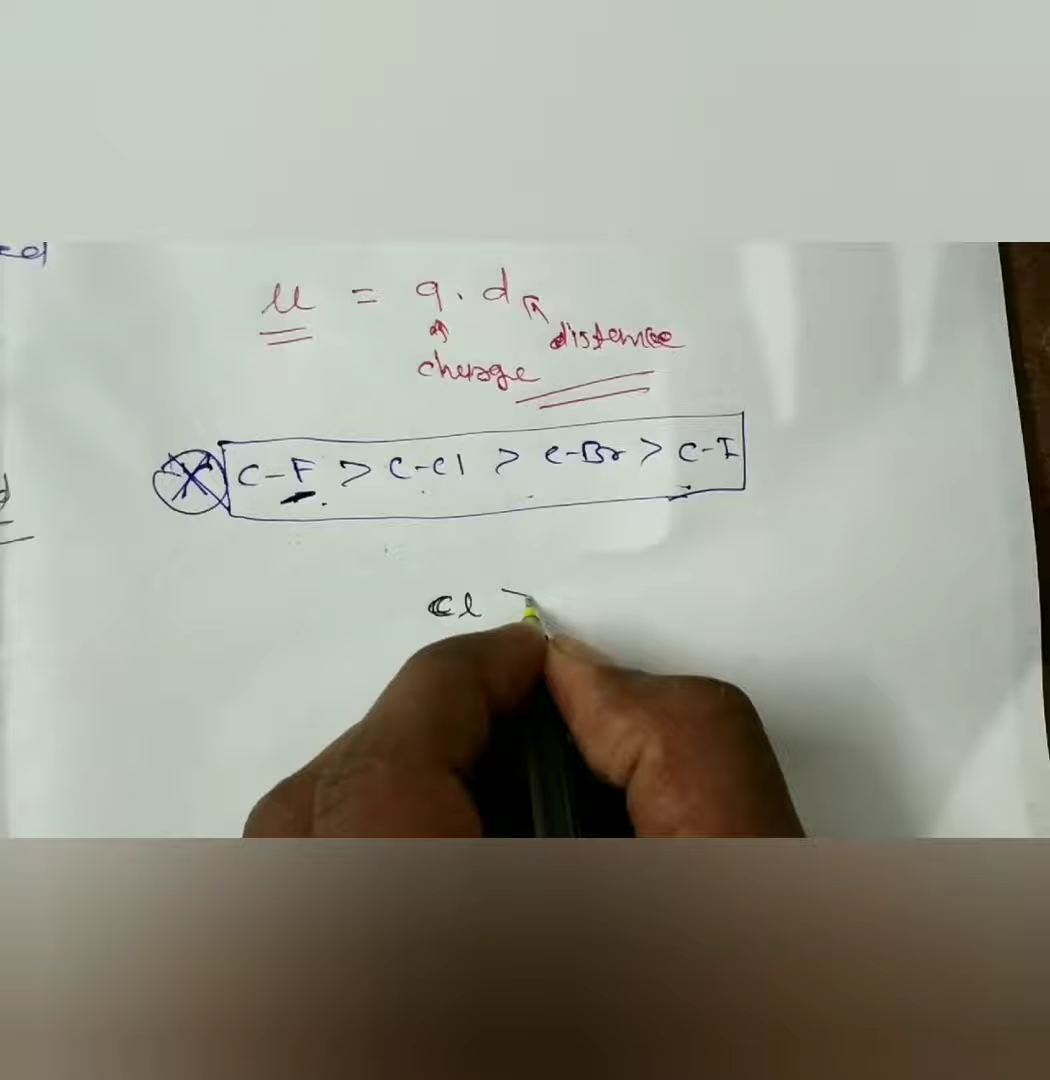 μ = q . d
distance
charge
C-F > C-Cl > C-Br > C-I
Cl >